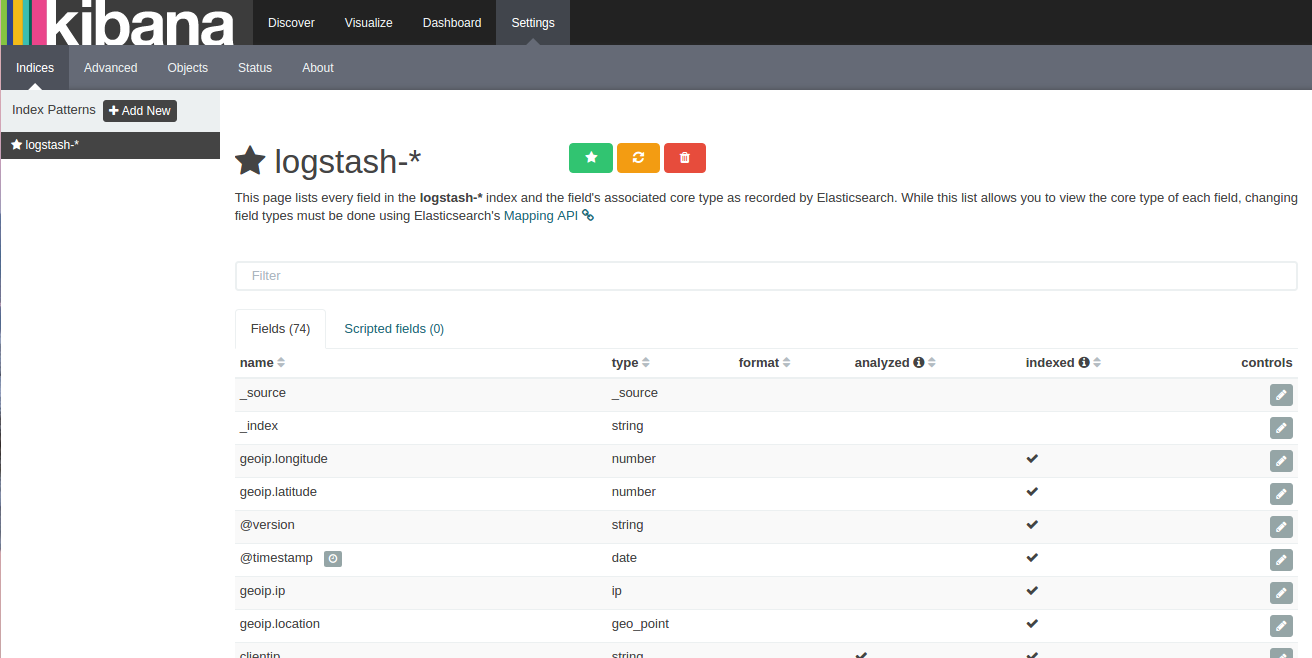 kibana Discover Visualize Dashboard Settings
Indices Advanced Objects Status About
Index Patterns Add New
logstash-*
logstash-*
This page lists every field in the logstash-* index and the field's associated core type as recorded by Elasticsearch. While this list allows you to view the core type of each field, changing
field types must be done using Elasticsearch's Mapping API
Filter
Fields (74) Scripted fields (0)
name type format analyzed indexed controls
_source _source
_index string
geoip.longitude number
geoip.latitude number
@version string
@timestamp date
geoip.ip ip
geoip.location geo_point
clientip string